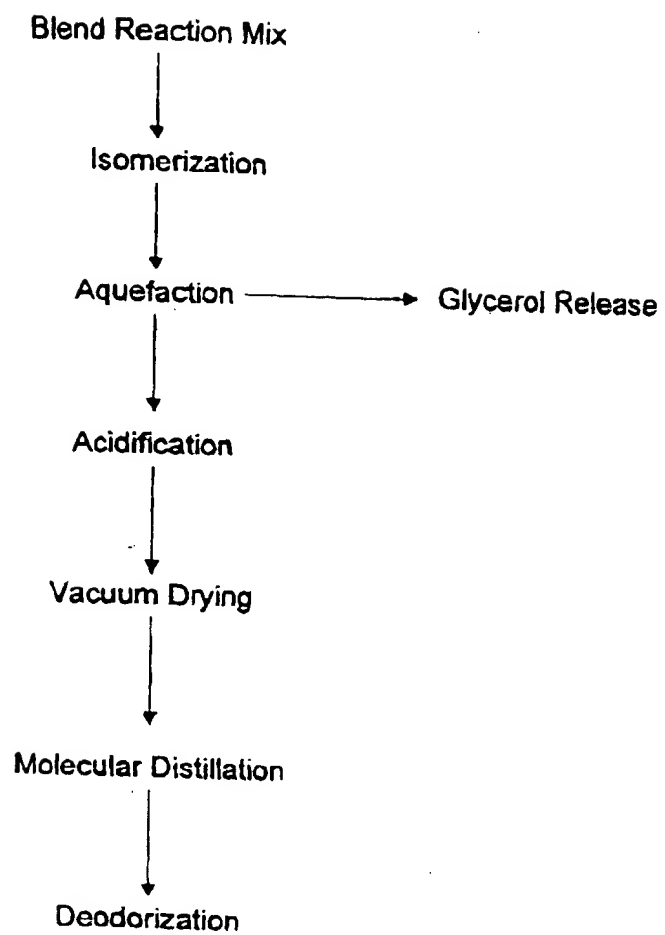 Blend Reaction Mix
Isomerization
Aquefaction
Glycerol Release
Acidification
Vacuum Drying
Molecular Distillation
Deodorization